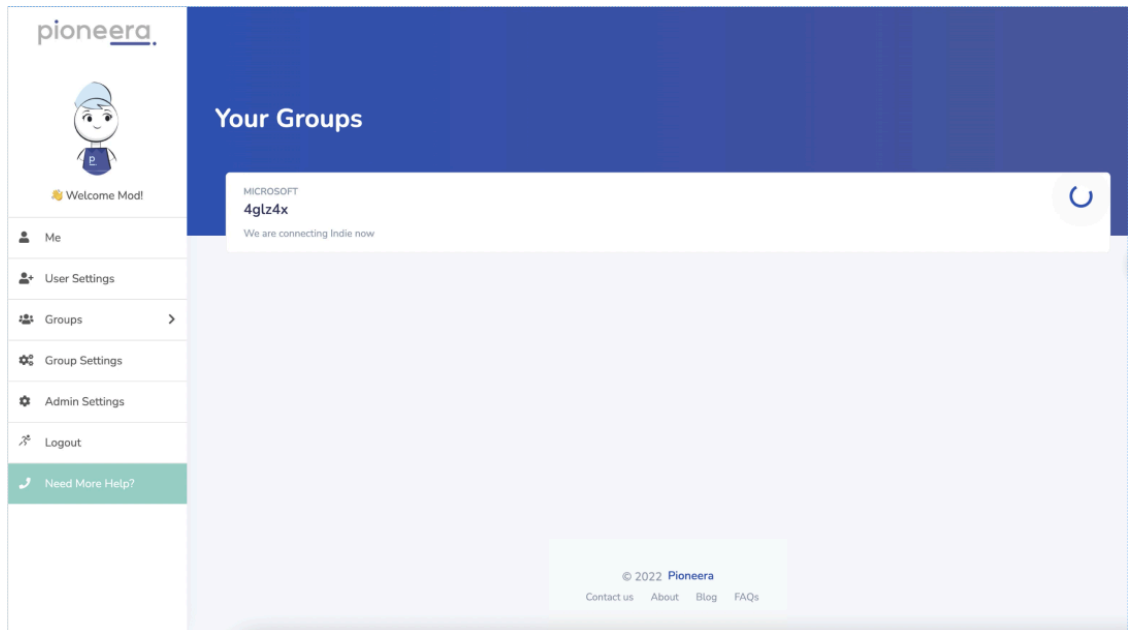 pioneera.
P.
👋 Welcome Mod!
Me
User Settings
Groups
Group Settings
Admin Settings
Logout
Need More Help?
Your Groups
MICROSOFT
4glz4x
We are connecting Indie now
© 2022 Pioneera
Contact us About Blog FAQs